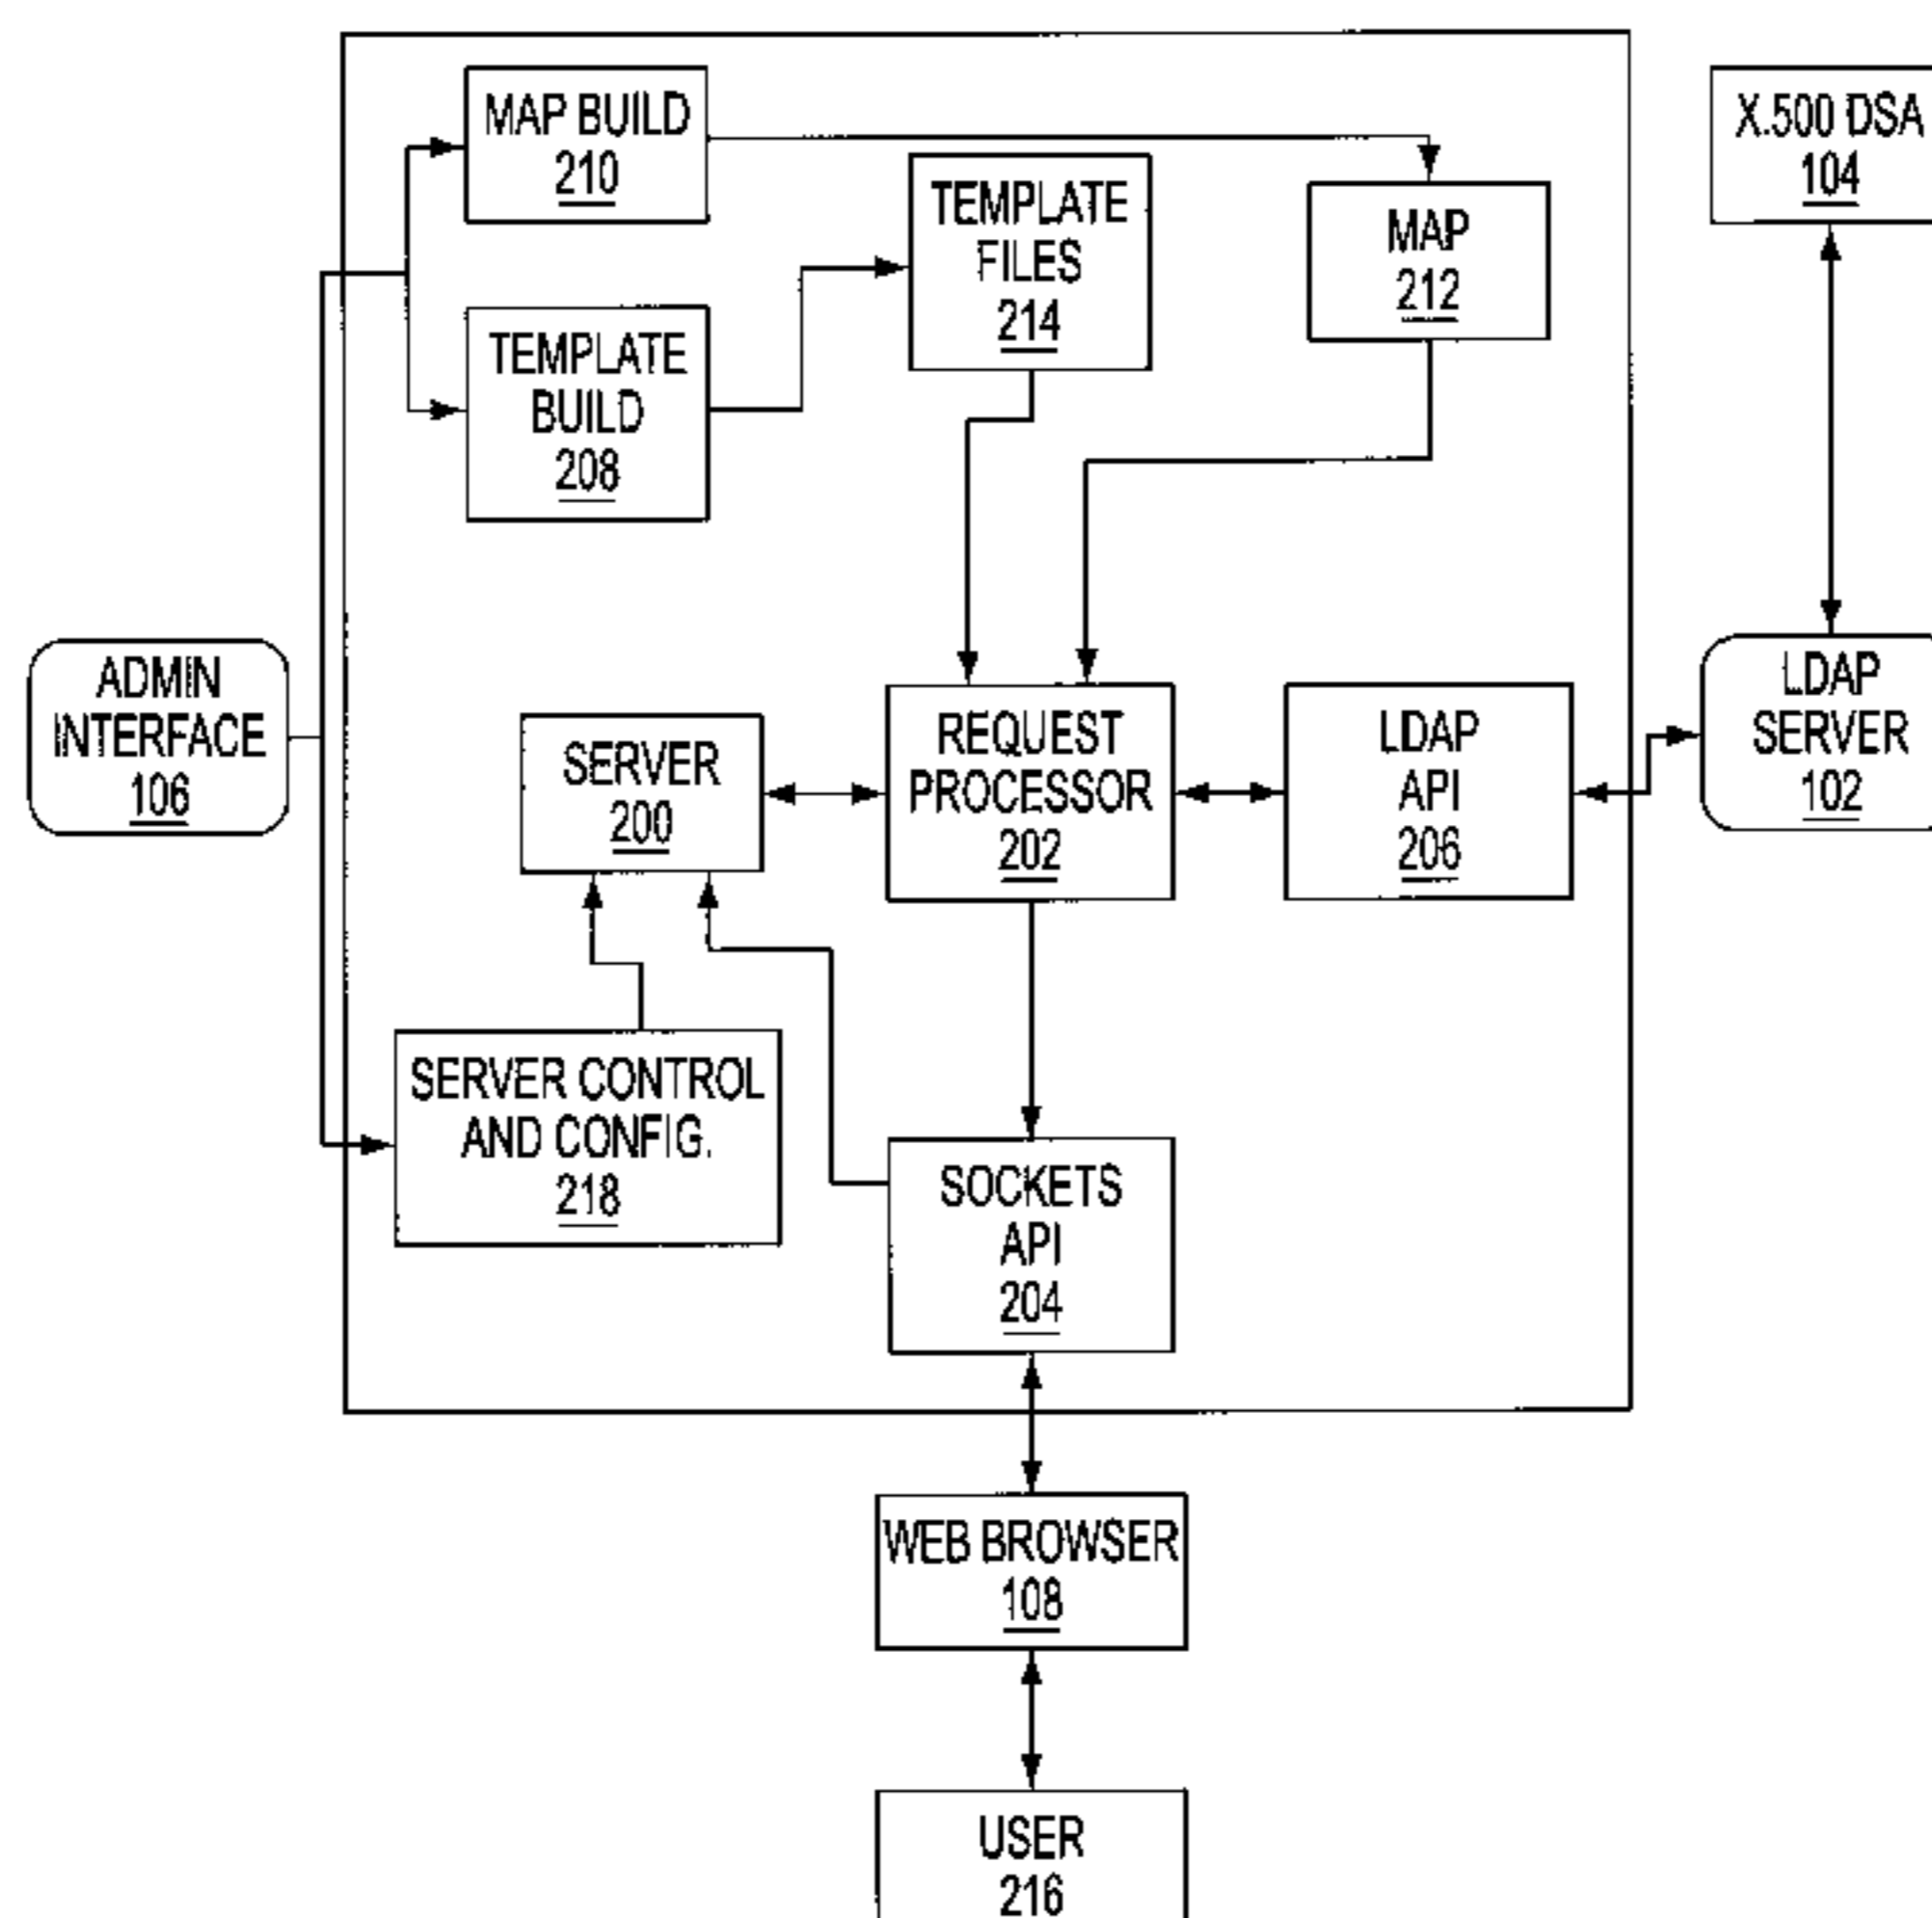 MAP BUILD
210
TEMPLATE
FILES
214
MAP
212
X.500 DSA
104
TEMPLATE
BUILD
208
ADMIN
INTERFACE
106
SERVER
200
REQUEST
PROCESSOR
202
LDAP
API
206
LDAP
SERVER
102
SERVER CONTROL
AND CONFIG.
218
SOCKETS
API
204
WEB BROWSER
108
USER
216